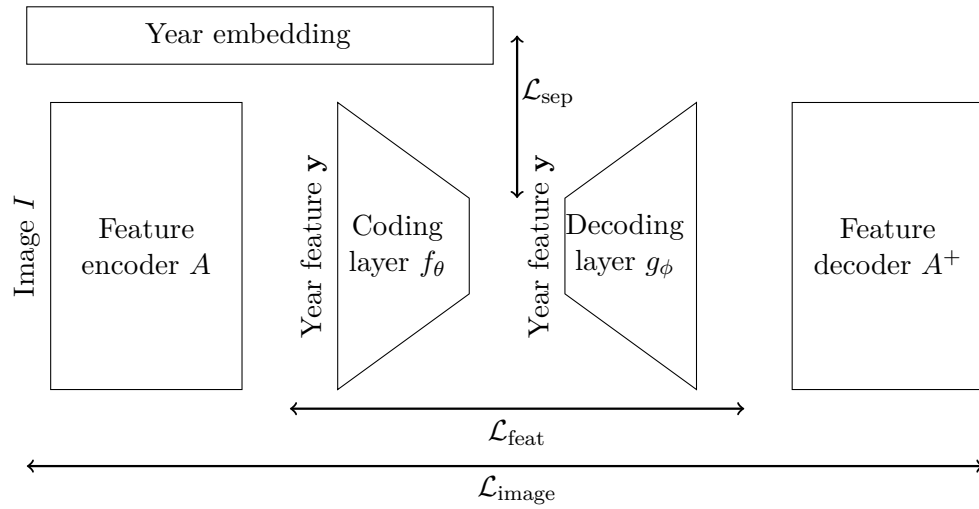 Year embedding
ℒ_sep
Image I
Feature
encoder A
Year feature y
Coding
layer f_θ
Year feature y
Decoding
layer g_ϕ
Feature
decoder A⁺
ℒ_feat
ℒ_image